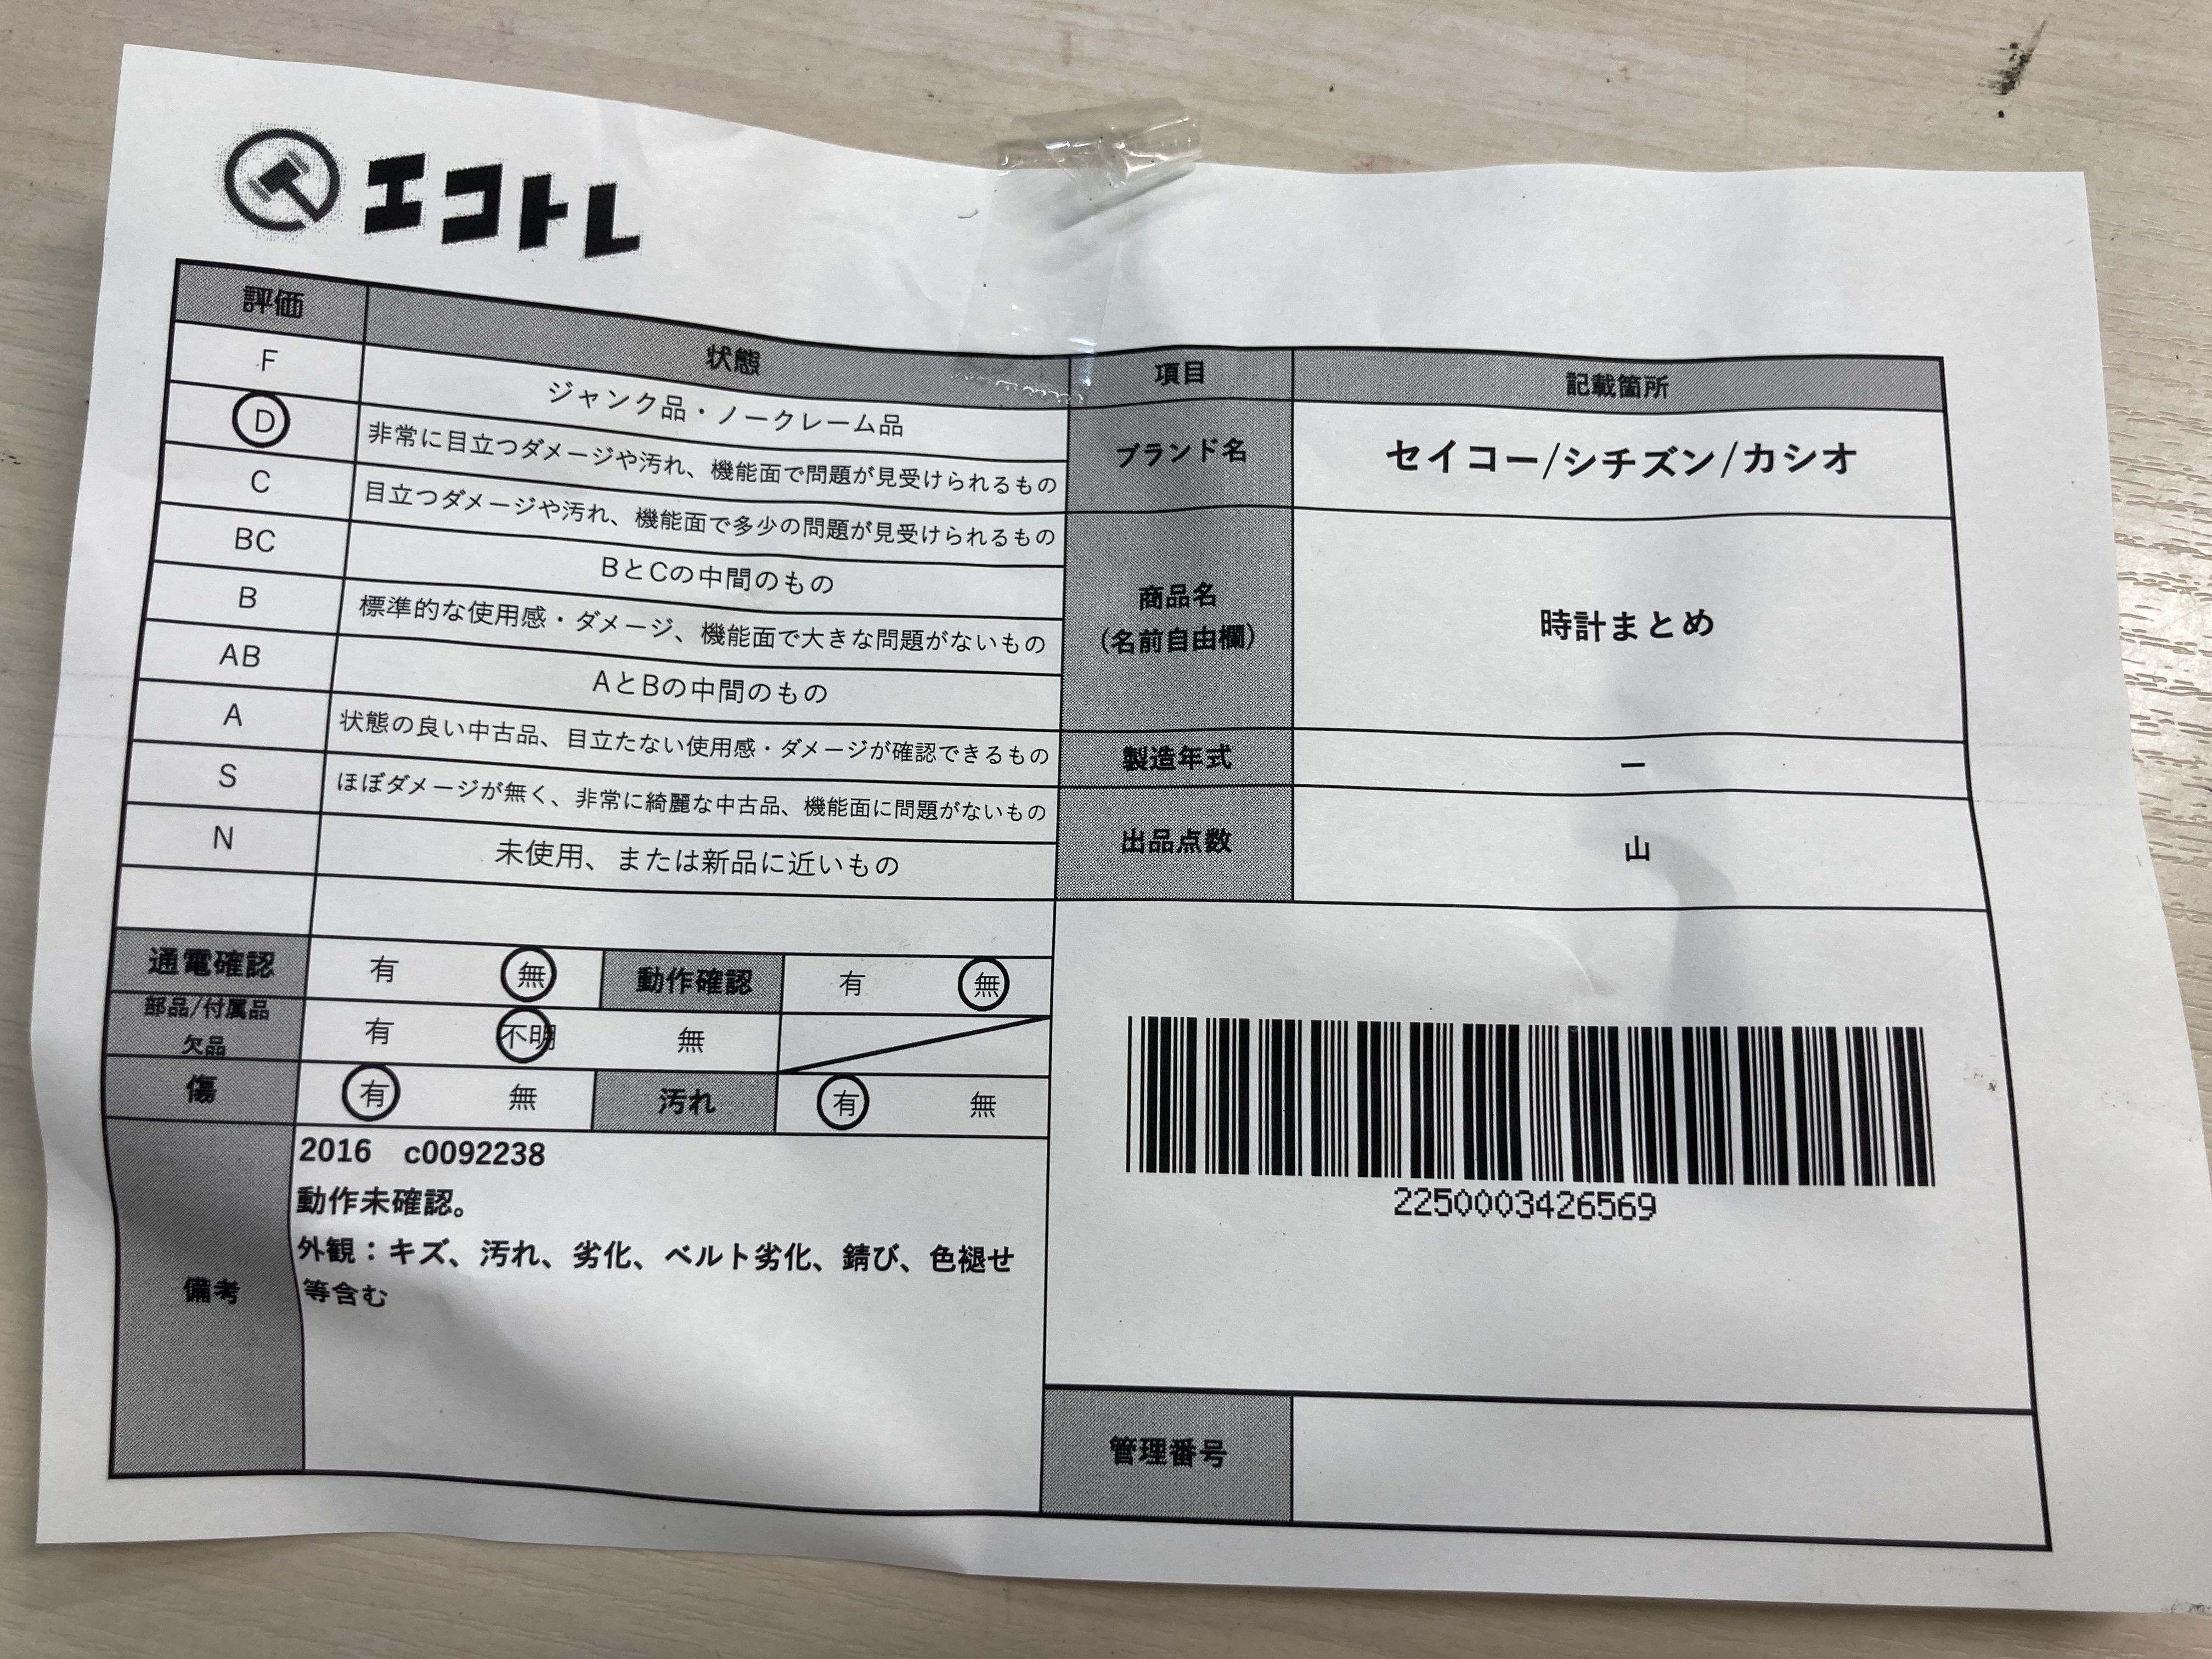 エコトレ
評価 状態
F ジャンク品・ノークレーム品
D 非常に目立つダメージや汚れ、機能面で問題が見受けられるもの
C 目立つダメージや汚れ、機能面で多少の問題が見受けられるもの
BC BとCの中間のもの
B 標準的な使用感・ダメージ、機能面で大きな問題がないもの
AB AとBの中間のもの
A 状態の良い中古品、目立たない使用感・ダメージが確認できるもの
S ほぼダメージが無く、非常に綺麗な中古品、機能面に問題がないもの
N 未使用、または新品に近いもの
通電確認 有 無 動作確認 有 無
部品/付属品
欠品 有 不明 無
傷 有 無 汚れ 有 無
備考
2016 c0092238
動作未確認。
外観：キズ、汚れ、劣化、ベルト劣化、錆び、色褪せ
等含む
項目 記載箇所
ブランド名 セイコー/シチズン/カシオ
商品名
(名前自由欄)
時計まとめ
製造年式 ー
出品点数 山
2250003426569
管理番号